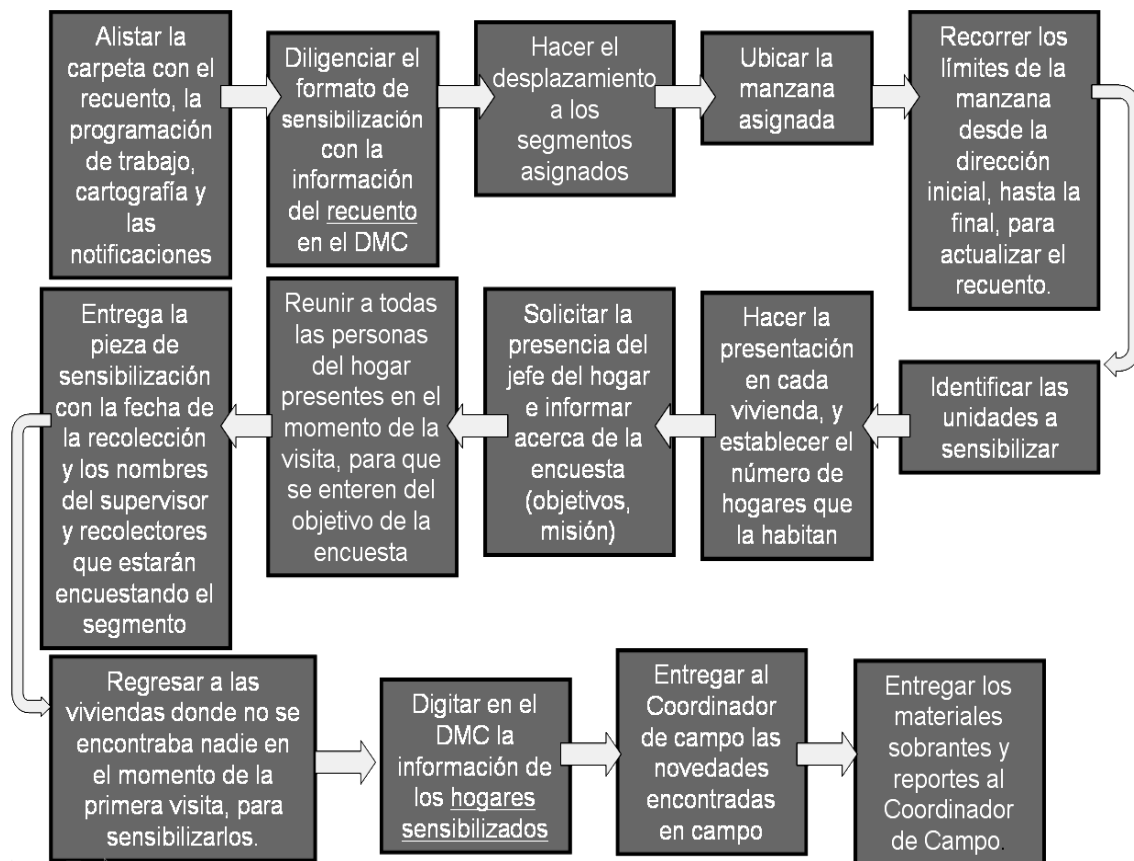 Alistar la
carpeta con el
recuento, la
programación
de trabajo,
cartografía y
las
notificaciones
Diligenciar el
formato de
sensibilización
con la
información
del recuento
en el DMC
Hacer el
desplazamiento
a los
segmentos
asignados
Ubicar la
manzana
asignada
Recorrer los
límites de la
manzana
desde la
dirección
inicial, hasta la
final, para
actualizar el
recuento.
Identificar las
unidades a
sensibilizar
Hacer la
presentación
en cada
vivienda, y
establecer el
número de
hogares que
la habitan
Solicitar la
presencia del
jefe del hogar
e informar
acerca de la
encuesta
(objetivos,
misión)
Reunir a todas
las personas
del hogar
presentes en el
momento de la
visita, para que
se enteren del
objetivo de la
encuesta
Entrega la
pieza de
sensibilización
con la fecha de
la recolección
y los nombres
del supervisor
y recolectores
que estarán
encuestando el
segmento
Regresar a las
viviendas donde no se
encontraba nadie en
el momento de la
primera visita, para
sensibilizarlos.
Digitar en el
DMC la
información de
los hogares
sensibilizados
Entregar al
Coordinador
de campo las
novedades
encontradas
en campo
Entregar los
materiales
sobrantes y
reportes al
Coordinador
de Campo.